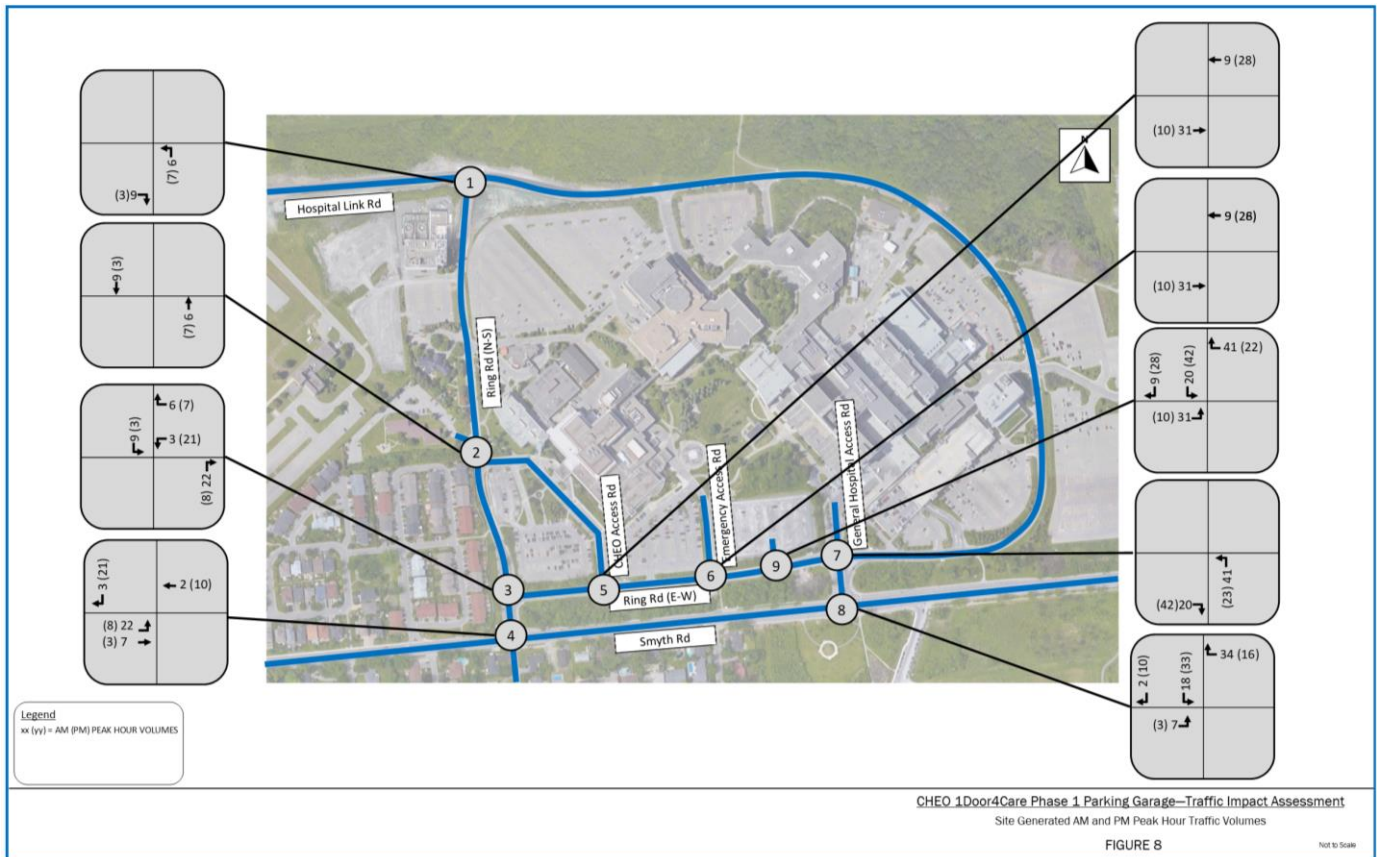 9 (28)
(10) 31
(7) 6
(3)9
N
1
Hospital Link Rd
9 (28)
(10) 31
9 (3)
(7) 6
Ring Rd (N-S)
41 (22)
9 (28)
20 (42)
(10) 31
6 (7)
9 (3)
3 (21)
(8) 22
2
CHEO Access Rd
Emergency Access Rd
General Hospital Access Rd
(23) 41
(42)20
3
5
6
9
7
Ring Rd (E-W)
8
4
Smyth Rd
3 (21)
2 (10)
(8) 22
(3) 7
34 (16)
2 (10)
18 (33)
(3) 7
Legend
xx (yy) = AM (PM) PEAK HOUR VOLUMES
CHEO 1Door4Care Phase 1 Parking Garage—Traffic Impact Assessment
Site Generated AM and PM Peak Hour Traffic Volumes
FIGURE 8
Not to Scale